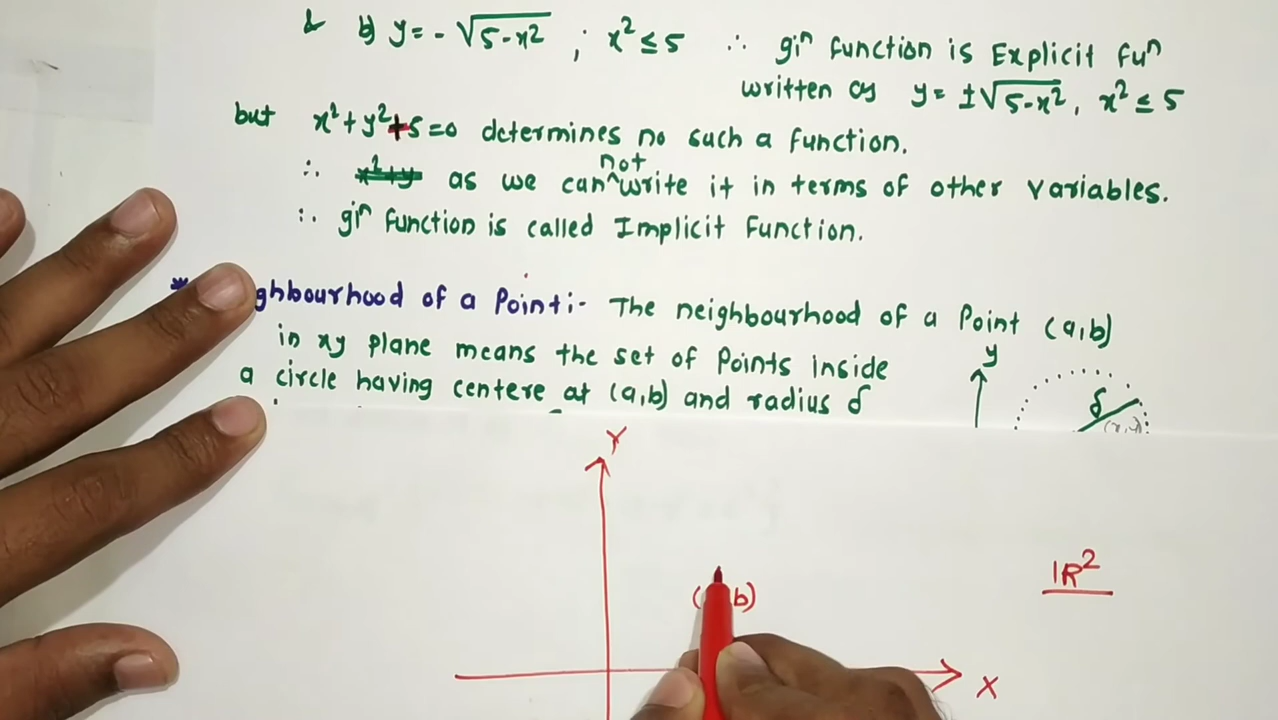 & b) y = - √5-x² ; x² ≤ 5 ∴ giⁿ function is Explicit fuⁿ
written as y = ±√5-x², x² ≤ 5
but x² + y² + 5 = 0 determines no such a function.
∴ as we can not write it in terms of other variables.
∴ giⁿ function is called Implicit Function.
ghbourhood of a Point:- The neighbourhood of a Point (a,b)
in xy plane means the set of Points inside
a circle having centere at (a,b) and radius δ
y
δ
(x,y)
Y
b)
IR²
X